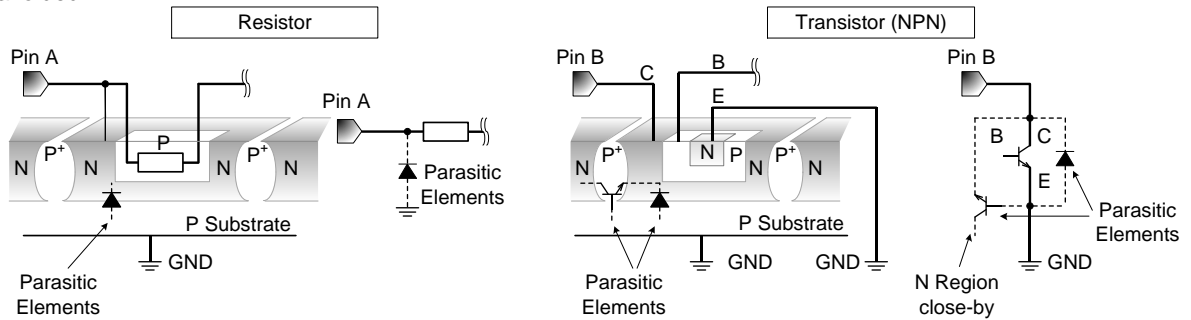 Resistor
Transistor (NPN)
Pin A
Pin A
Pin B
C
B
E
Pin B
N
P+
N
P
N
P+
N
Parasitic
Elements
N
P+
N
N
P
N
P+
N
B
C
E
P Substrate
GND
Parasitic
Elements
P Substrate
GND
GND
Parasitic
Elements
N Region
close-by
GND
Parasitic
Elements